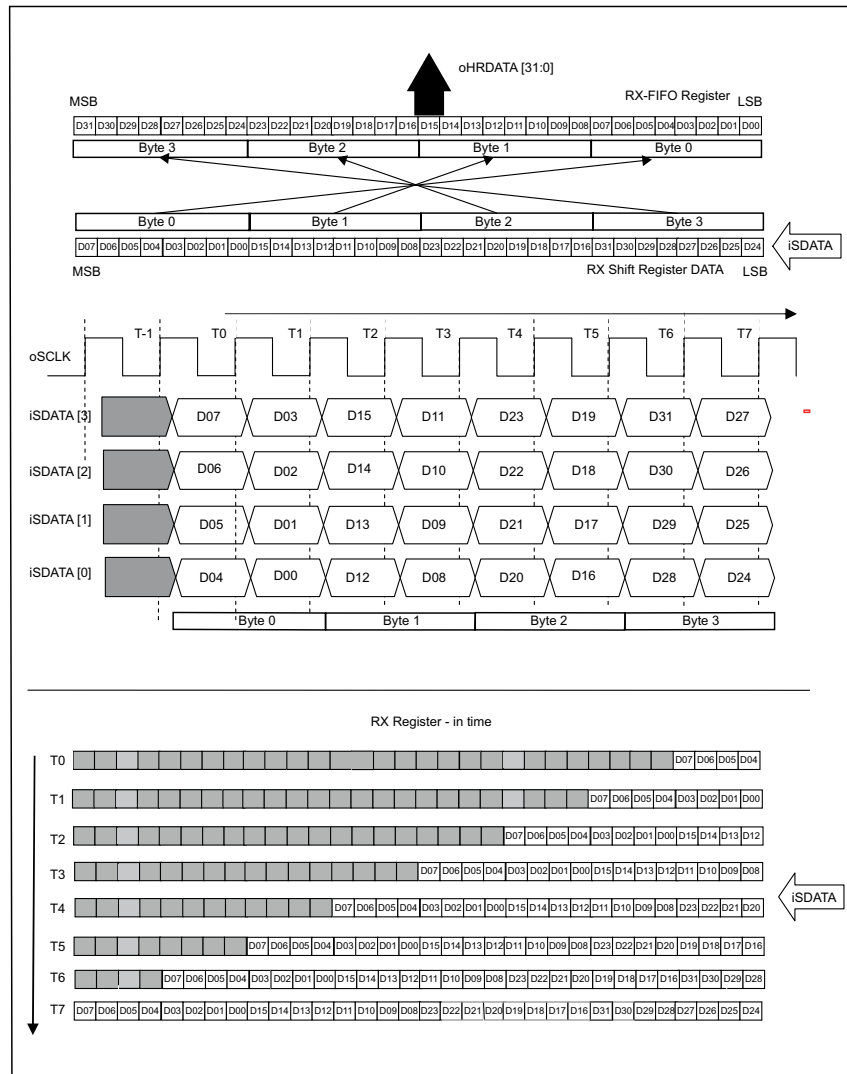 oHRDATA [31:0]
MSB RX-FIFO Register LSB
D31 D30 D29 D28 D27 D26 D25 D24 D23 D22 D21 D20 D19 D18 D17 D16 D15 D14 D13 D12 D11 D10 D09 D08 D07 D06 D05 D04 D03 D02 D01 D00
Byte 3 Byte 2 Byte 1 Byte 0
Byte 0 Byte 1 Byte 2 Byte 3
D07 D06 D05 D04 D03 D02 D01 D00 D15 D14 D13 D12 D11 D10 D09 D08 D23 D22 D21 D20 D19 D18 D17 D16 D31 D30 D29 D28 D27 D26 D25 D24 iSDATA
MSB RX Shift Register DATA LSB
T-1 T0 T1 T2 T3 T4 T5 T6 T7
oSCLK
iSDATA [3] D07 D03 D15 D11 D23 D19 D31 D27
iSDATA [2] D06 D02 D14 D10 D22 D18 D30 D26
iSDATA [1] D05 D01 D13 D09 D21 D17 D29 D25
iSDATA [0] D04 D00 D12 D08 D20 D16 D28 D24
Byte 0 Byte 1 Byte 2 Byte 3
RX Register - in time
T0 D07 D06 D05 D04
T1 D07 D06 D05 D04 D03 D02 D01 D00
T2 D07 D06 D05 D04 D03 D02 D01 D00 D15 D14 D13 D12
T3 D07 D06 D05 D04 D03 D02 D01 D00 D15 D14 D13 D12 D11 D10 D09 D08
iSDATA
T4 D07 D06 D05 D04 D03 D02 D01 D00 D15 D14 D13 D12 D11 D10 D09 D08 D23 D22 D21 D20
T5 D07 D06 D05 D04 D03 D02 D01 D00 D15 D14 D13 D12 D11 D10 D09 D08 D23 D22 D21 D20 D19 D18 D17 D16
T6 D07 D06 D05 D04 D03 D02 D01 D00 D15 D14 D13 D12 D11 D10 D09 D08 D23 D22 D21 D20 D19 D18 D17 D16 D31 D30 D29 D28
T7 D07 D06 D05 D04 D03 D02 D01 D00 D15 D14 D13 D12 D11 D10 D09 D08 D23 D22 D21 D20 D19 D18 D17 D16 D31 D30 D29 D28 D27 D26 D25 D24